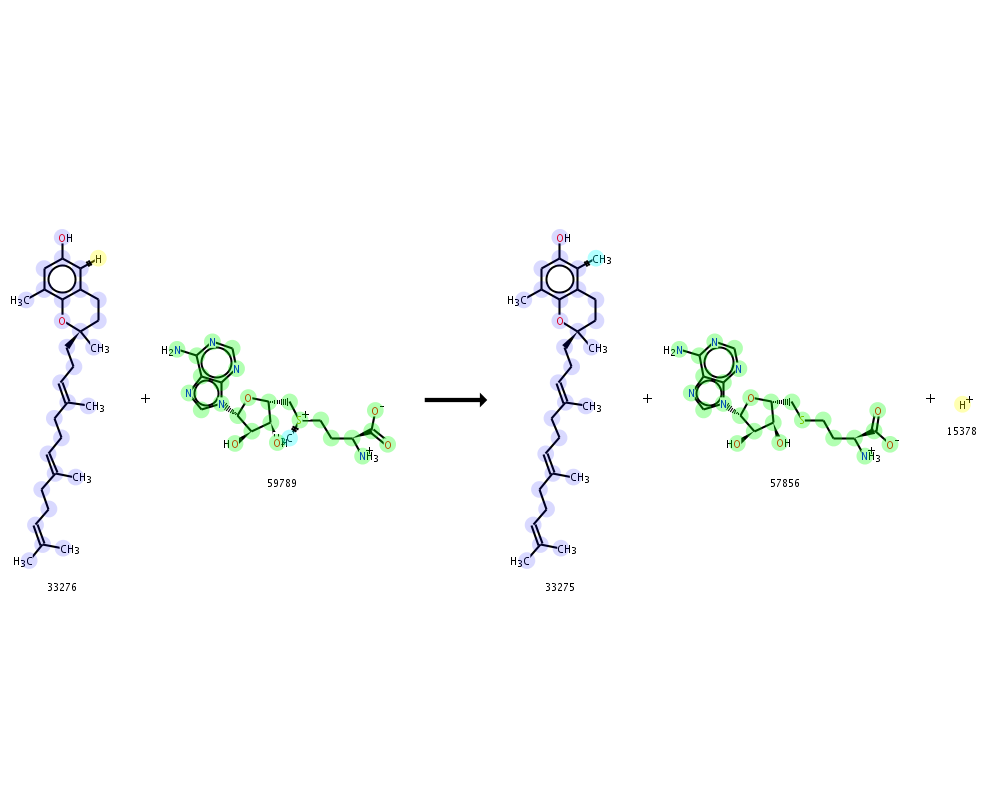 OH
H
H₃C
O
CH₃
CH₃
CH₃
H₃C
CH₃
33276
+
H₂N
N
N
N
N
O
HO
OH
H₃C
S⁺
O⁻
O
NH₃⁺
59789
OH
CH₃
H₃C
O
CH₃
CH₃
CH₃
H₃C
CH₃
33275
+
H₂N
N
N
N
N
O
HO
OH
S
O
O⁻
NH₃⁺
57856
+
H⁺
15378